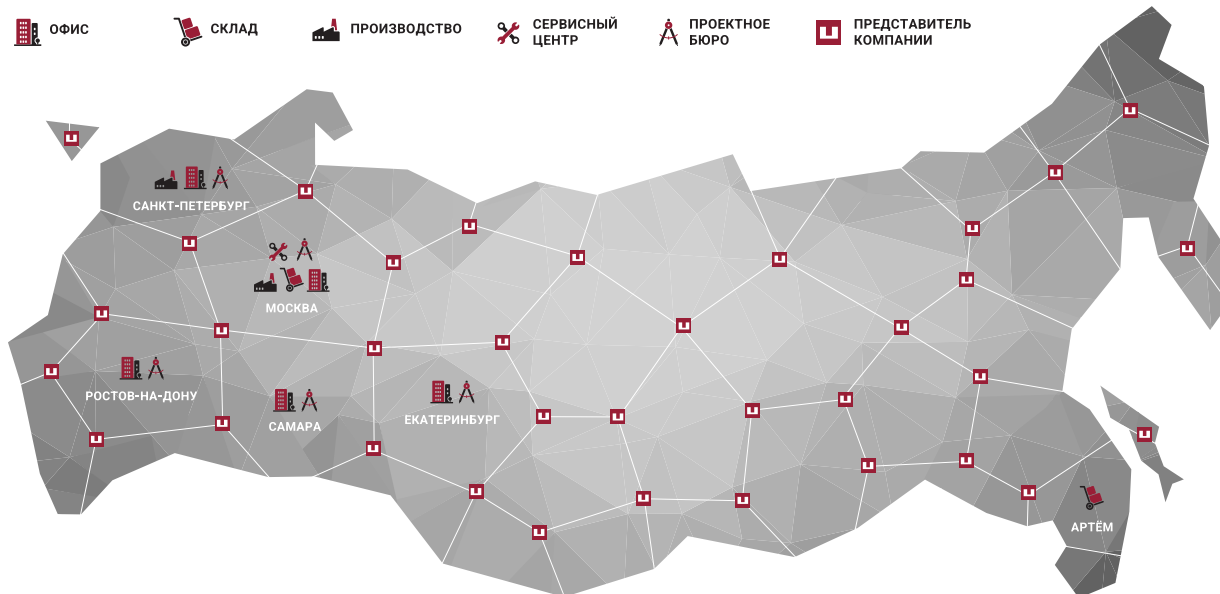 ОФИС
СКЛАД
ПРОИЗВОДСТВО
СЕРВИСНЫЙ
ЦЕНТР
ПРОЕКТНОЕ
БЮРО
ПРЕДСТАВИТЕЛЬ
КОМПАНИИ
САНКТ-ПЕТЕРБУРГ
МОСКВА
РОСТОВ-НА-ДОНУ
САМАРА
ЕКАТЕРИНБУРГ
АРТЁМ